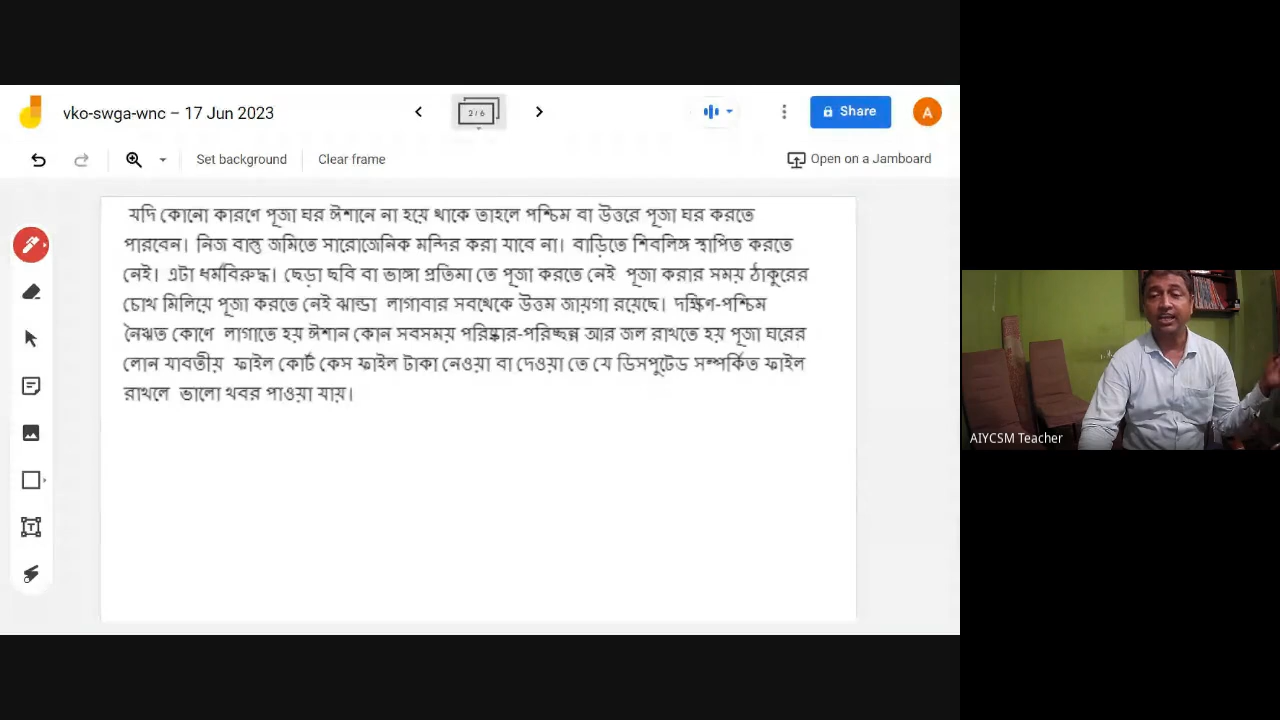 vko-swga-wnc – 17 Jun 2023
2 / 6
Share
A
Set background
Clear frame
Open on a Jamboard
যদি কোনো কারণে পূজা ঘর ঈশানে না হয়ে থাকে তাহলে পশ্চিম বা উত্তরে পূজা ঘর করতে
পারবেন। নিজ বাস্তু জমিতে সারোজেনিক মন্দির করা যাবে না। বাড়িতে শিবলিঙ্গ স্থাপিত করতে
নেই। এটা ধর্মবিরুদ্ধ। ছেড়া ছবি বা ভাঙ্গা প্রতিমা তে পূজা করতে নেই পূজা করার সময় ঠাকুরের
চোখ মিলিয়ে পূজা করতে নেই ঝান্ডা লাগাবার সবথেকে উত্তম জায়গা রয়েছে। দক্ষিণ-পশ্চিম
নৈঋত কোণে লাগাতে হয় ঈশান কোন সবসময় পরিষ্কার-পরিচ্ছন্ন আর জল রাখতে হয় পূজা ঘরের
লোন যাবতীয় ফাইল কোর্ট কেস ফাইল টাকা নেওয়া বা দেওয়া তে যে ডিসপুটেড সম্পর্কিত ফাইল
রাখলে ভালো খবর পাওয়া যায়।
AIYCSM Teacher